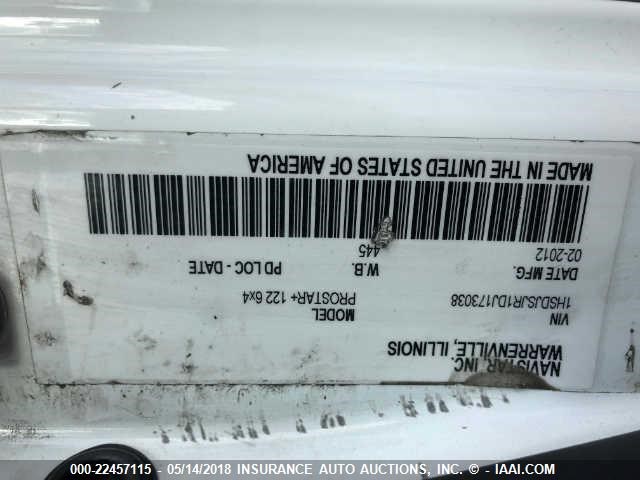 NAVISTAR, INC.
WARRENVILLE, ILLINOIS
VIN MODEL
1HSDJSJR1DJ173038 PROSTAR+ 122 6x4
DATE MFG. W.B. PD LOC - DATE
02-2012 445
MADE IN THE UNITED STATES OF AMERICA
000-22457115 - 05/14/2018 INSURANCE AUTO AUCTIONS, INC. - © IAAI.COM